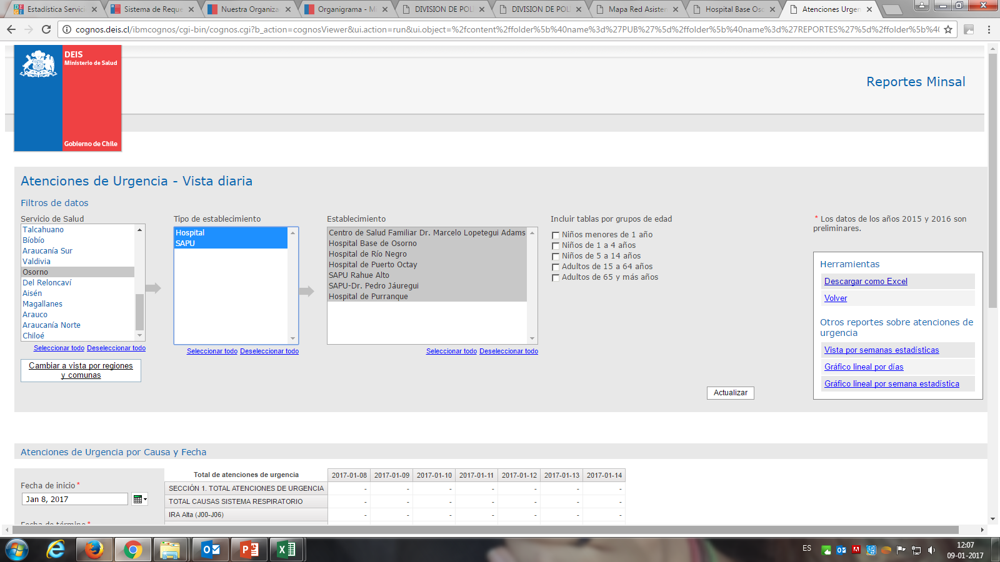 Estadística Servic
Sistema de Reque
Nuestra Organiza
Organigrama - M
DIVISION DE POL
DIVISION DE POL
Mapa Red Asisten
Hospital Base Oso
Atenciones Urgen
cognos.deis.cl/ibmcognos/cgi-bin/cognos.cgi?b_action=cognosViewer&ui.action=run&ui.object=%2fcontent%2ffolder%5b%40name%3d%27PUB%27%5d%2ffolder%5b%40name%3d%27REPORTES%27%5d%2ffolder%5b%40
DEIS
Ministerio de Salud
Gobierno de Chile
Reportes Minsal
Atenciones de Urgencia - Vista diaria
Filtros de datos
Servicio de Salud
Talcahuano
Bíobío
Araucanía Sur
Valdivia
Osorno
Del Reloncaví
Aisén
Magallanes
Arauco
Araucanía Norte
Chiloé
Seleccionar todo Deseleccionar todo
Cambiar a vista por regiones
y comunas
Tipo de establecimiento
Hospital
SAPU
Seleccionar todo Deseleccionar todo
Establecimiento
Centro de Salud Familiar Dr. Marcelo Lopetegui Adams
Hospital Base de Osorno
Hospital de Río Negro
Hospital de Puerto Octay
SAPU Rahue Alto
SAPU-Dr. Pedro Jáuregui
Hospital de Purranque
Seleccionar todo Deseleccionar todo
Incluir tablas por grupos de edad
Niños menores de 1 año
Niños de 1 a 4 años
Niños de 5 a 14 años
Adultos de 15 a 64 años
Adultos de 65 y más años
Actualizar
* Los datos de los años 2015 y 2016 son
preliminares.
Herramientas
Descargar como Excel
Volver
Otros reportes sobre atenciones de
urgencia
Vista por semanas estadísticas
Gráfico lineal por días
Gráfico lineal por semana estadística
Atenciones de Urgencia por Causa y Fecha
Fecha de inicio *
Jan 8, 2017
Fecha de término *
Total de atenciones de urgencia 2017-01-08 2017-01-09 2017-01-10 2017-01-11 2017-01-12 2017-01-13 2017-01-14
SECCIÓN 1. TOTAL ATENCIONES DE URGENCIA - - - - - - -
TOTAL CAUSAS SISTEMA RESPIRATORIO - - - - - - -
IRA Alta (J00-J06) - - - - - - -
ES
12:07
09-01-2017